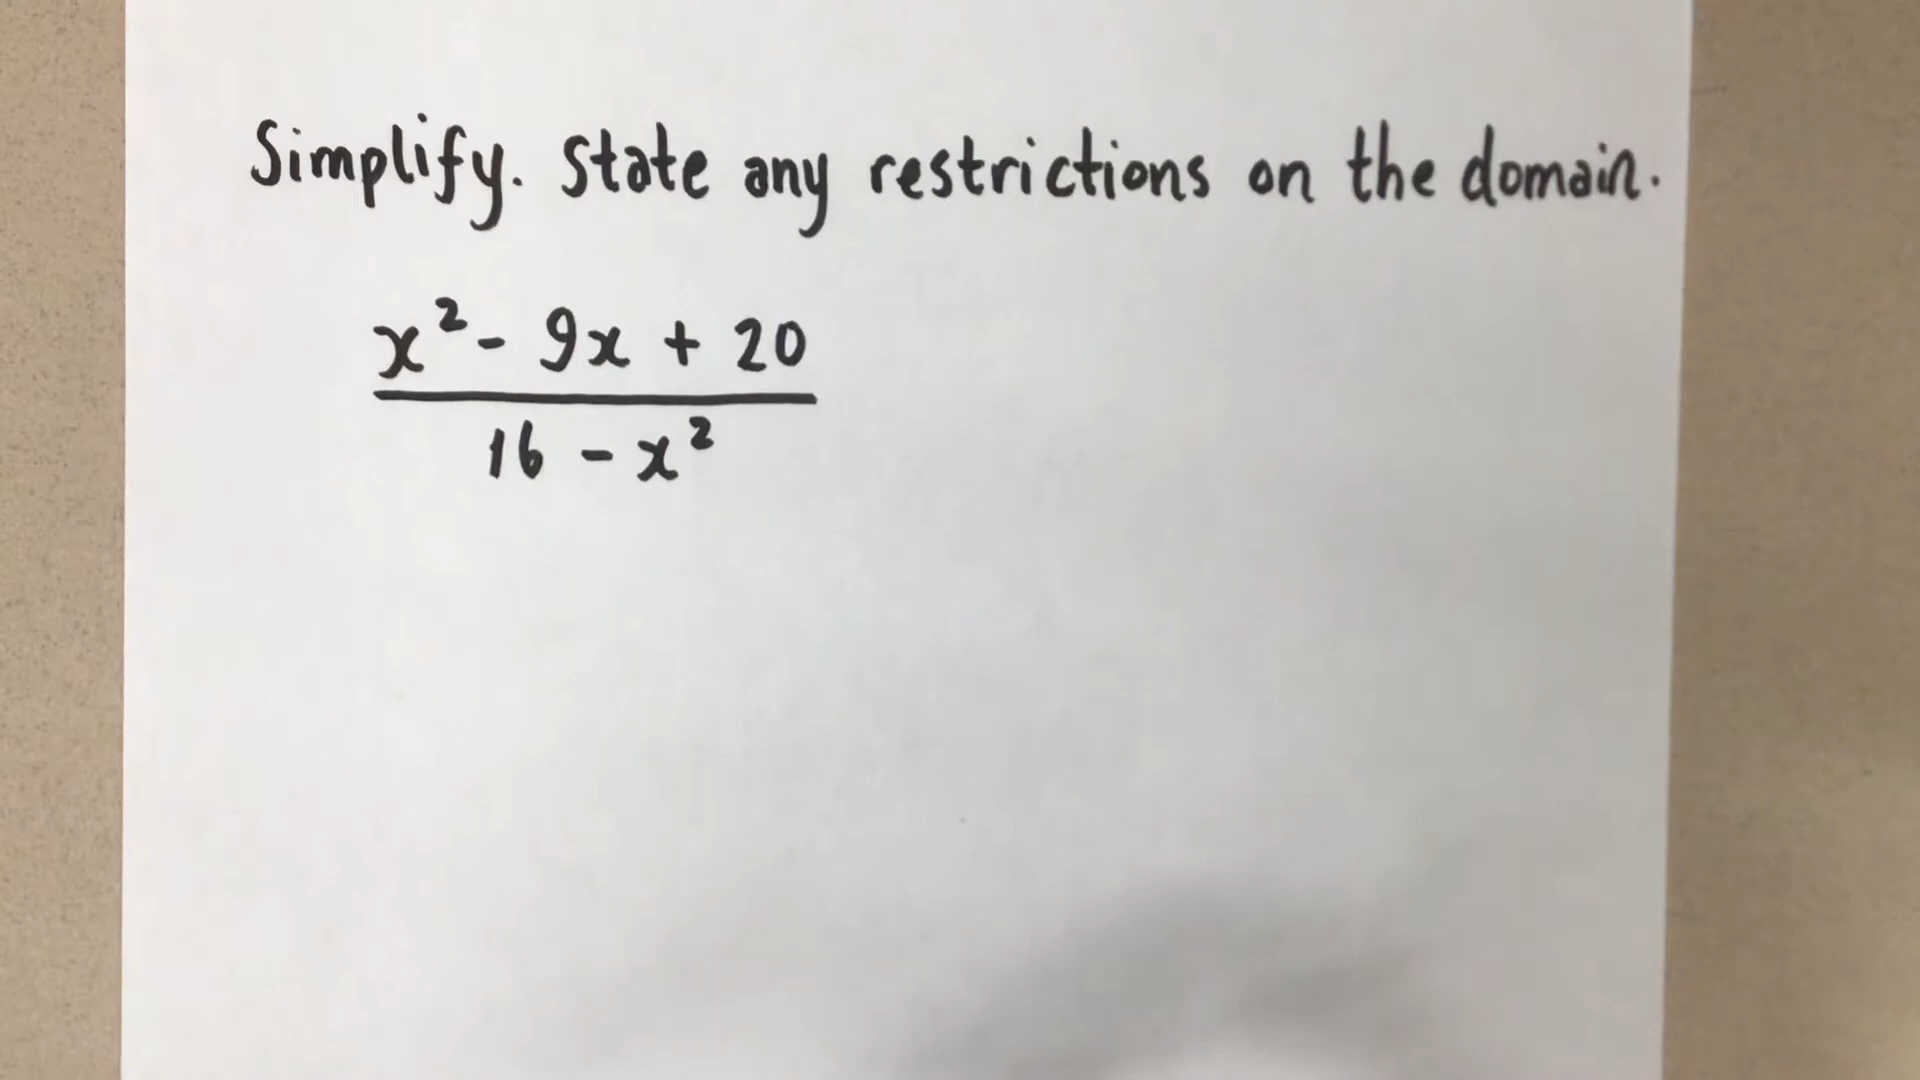 Simplify. State any restrictions on the domain.
x² - 9x + 20
16 - x²